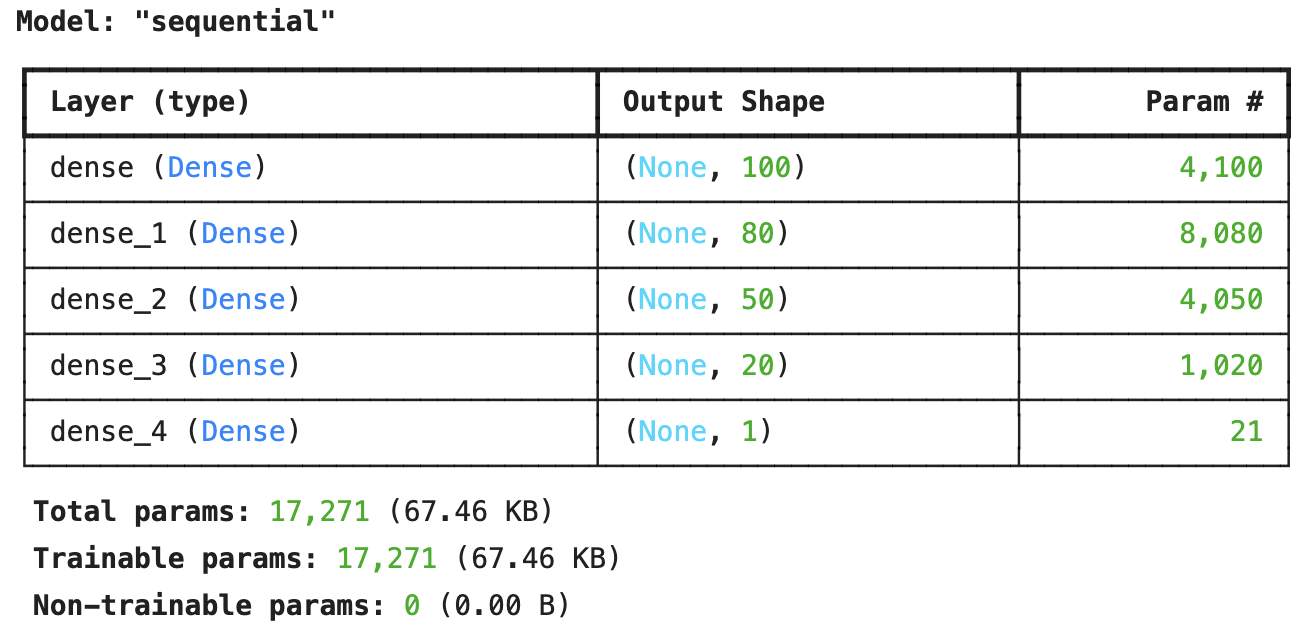 Model: "sequential"
Layer (type) Output Shape Param #
dense (Dense) (None, 100) 4,100
dense_1 (Dense) (None, 80) 8,080
dense_2 (Dense) (None, 50) 4,050
dense_3 (Dense) (None, 20) 1,020
dense_4 (Dense) (None, 1) 21
Total params: 17,271 (67.46 KB)
Trainable params: 17,271 (67.46 KB)
Non-trainable params: 0 (0.00 B)